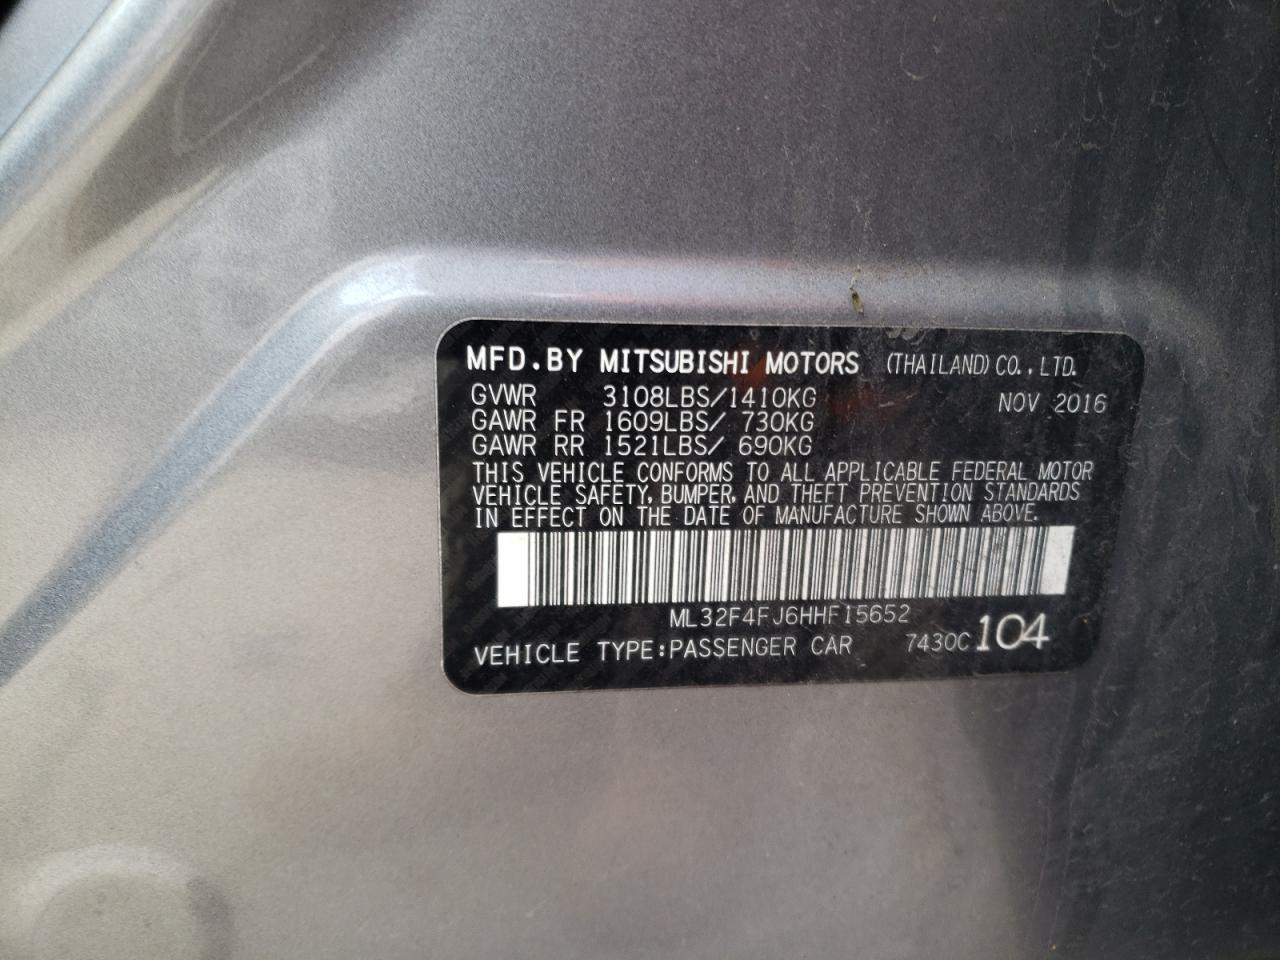 MFD.BY MITSUBISHI MOTORS (THAILAND)CO.,LTD.
GVWR 3108LBS/1410KG NOV 2016
GAWR FR 1609LBS/ 730KG
GAWR RR 1521LBS/ 690KG
THIS VEHICLE CONFORMS TO ALL APPLICABLE FEDERAL MOTOR
VEHICLE SAFETY, BUMPER, AND THEFT PREVENTION STANDARDS
IN EFFECT ON THE DATE OF MANUFACTURE SHOWN ABOVE.
ML32F4FJ6HHF15652
VEHICLE TYPE:PASSENGER CAR 7430C 104